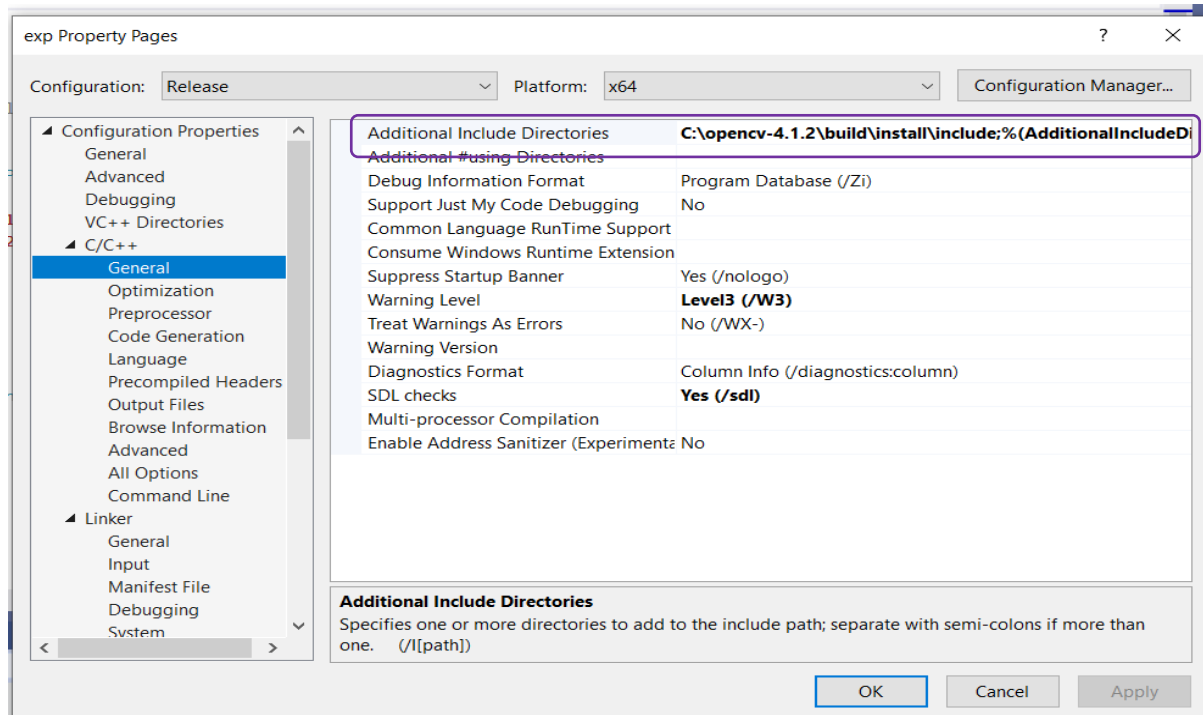 exp Property Pages
?
Configuration: Release Platform: x64 Configuration Manager...
Configuration Properties
General
Advanced
Debugging
VC++ Directories
C/C++
General
Optimization
Preprocessor
Code Generation
Language
Precompiled Headers
Output Files
Browse Information
Advanced
All Options
Command Line
Linker
General
Input
Manifest File
Debugging
System
Additional Include Directories C:\opencv-4.1.2\build\install\include;%(AdditionalIncludeDi
Additional #using Directories
Debug Information Format Program Database (/Zi)
Support Just My Code Debugging No
Common Language RunTime Support
Consume Windows Runtime Extension
Suppress Startup Banner Yes (/nologo)
Warning Level Level3 (/W3)
Treat Warnings As Errors No (/WX-)
Warning Version
Diagnostics Format Column Info (/diagnostics:column)
SDL checks Yes (/sdl)
Multi-processor Compilation
Enable Address Sanitizer (Experimenta No
Additional Include Directories
Specifies one or more directories to add to the include path; separate with semi-colons if more than
one. (/I[path])
OK Cancel Apply